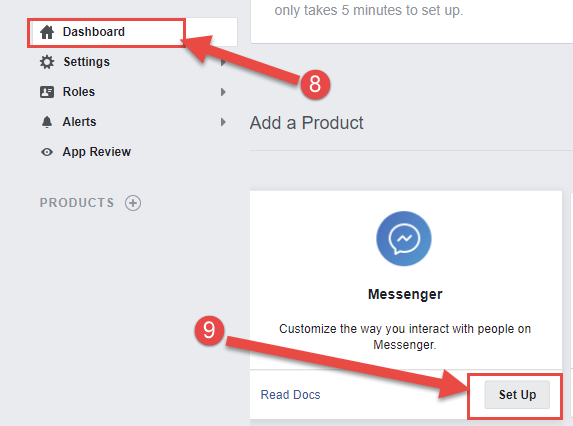 only takes 5 minutes to set up.
Dashboard
Settings
8
Roles
Alerts
Add a Product
App Review
PRODUCTS
Messenger
9
Customize the way you interact with people on
Messenger.
Read Docs
Set Up